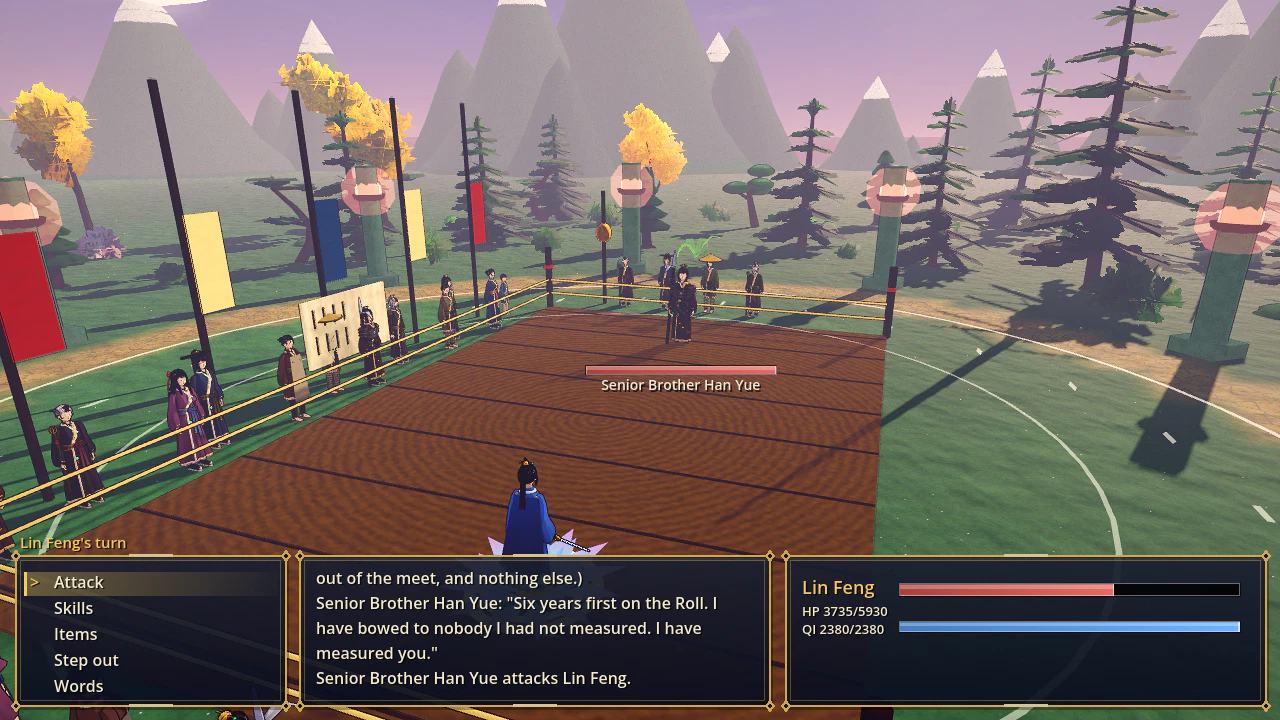 Senior Brother Han Yue
Lin Feng's turn
> Attack
Skills
Items
Step out
Words
out of the meet, and nothing else.)
Senior Brother Han Yue: "Six years first on the Roll. I
have bowed to nobody I had not measured. I have
measured you."
Senior Brother Han Yue attacks Lin Feng.
Lin Feng
HP 3735/5930
QI 2380/2380